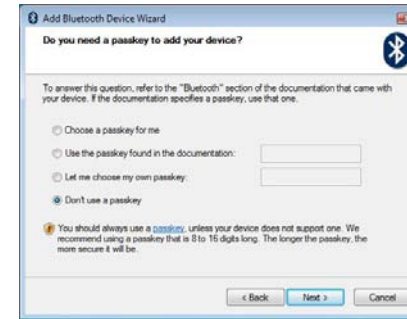 Add Bluetooth Device Wizard
Do you need a passkey to add your device?
To answer this question, refer to the "Bluetooth" section of the documentation that came with
your device. If the documentation specifies a passkey, use that one.
Choose a passkey for me
Use the passkey found in the documentation:
Let me choose my own passkey:
Don't use a passkey
You should always use a passkey, unless your device does not support one. We
recommend using a passkey that is 8 to 16 digits long. The longer the passkey, the
more secure it will be.
< Back Next > Cancel